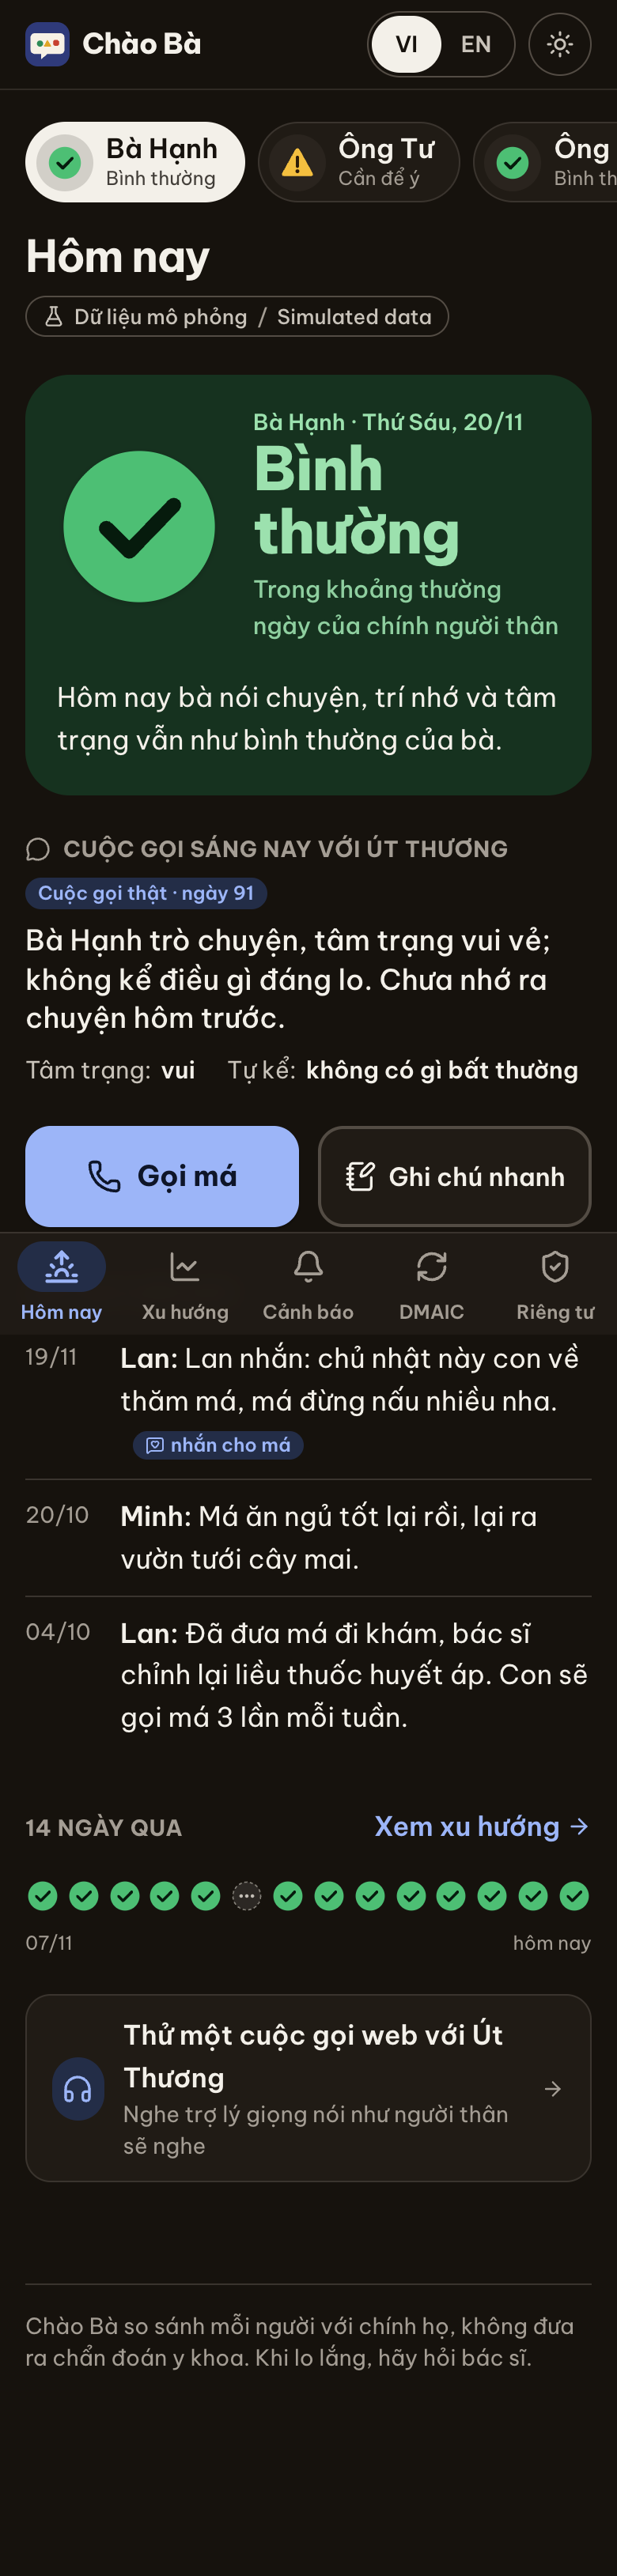 Chào Bà
VI
EN
Bà Hạnh
Bình thường
Ông Tư
Cần để ý
Ông
Bình th
Hôm nay
Dữ liệu mô phỏng / Simulated data
Bà Hạnh · Thứ Sáu, 20/11
Bình
thường
Trong khoảng thường
ngày của chính người thân
Hôm nay bà nói chuyện, trí nhớ và tâm
trạng vẫn như bình thường của bà.
CUỘC GỌI SÁNG NAY VỚI ÚT THƯƠNG
Cuộc gọi thật · ngày 91
Bà Hạnh trò chuyện, tâm trạng vui vẻ;
không kể điều gì đáng lo. Chưa nhớ ra
chuyện hôm trước.
Tâm trạng: vui Tự kể: không có gì bất thường
Gọi má
Ghi chú nhanh
Hôm nay
Xu hướng
Cảnh báo
DMAIC
Riêng tư
19/11
Lan: Lan nhắn: chủ nhật này con về
thăm má, má đừng nấu nhiều nha.
nhắn cho má
20/10
Minh: Má ăn ngủ tốt lại rồi, lại ra
vườn tưới cây mai.
04/10
Lan: Đã đưa má đi khám, bác sĩ
chỉnh lại liều thuốc huyết áp. Con sẽ
gọi má 3 lần mỗi tuần.
14 NGÀY QUA
Xem xu hướng →
07/11
hôm nay
Thử một cuộc gọi web với Út
Thương
Nghe trợ lý giọng nói như người thân
sẽ nghe
Chào Bà so sánh mỗi người với chính họ, không đưa
ra chẩn đoán y khoa. Khi lo lắng, hãy hỏi bác sĩ.